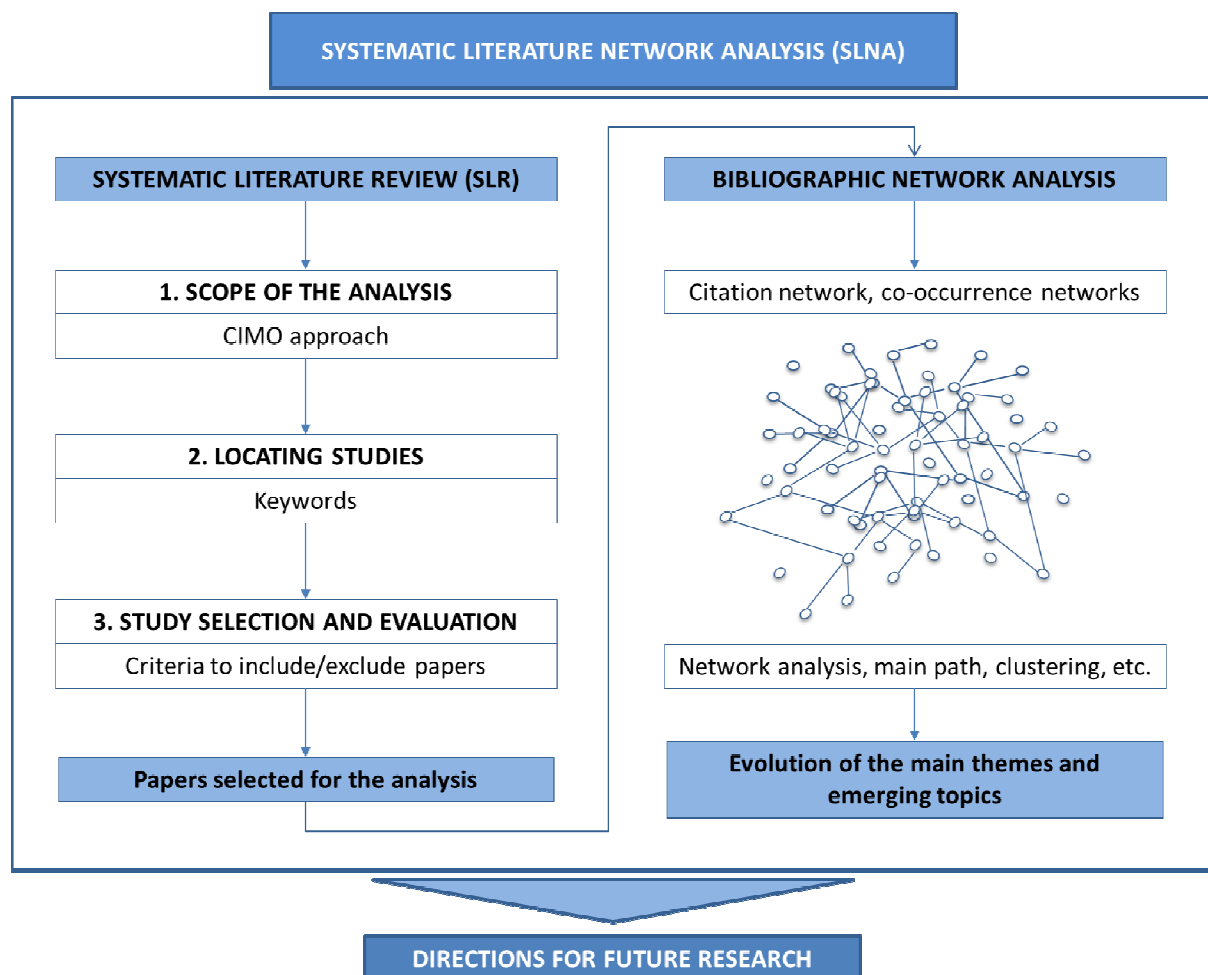 SYSTEMATIC LITERATURE NETWORK ANALYSIS (SLNA)
SYSTEMATIC LITERATURE REVIEW (SLR)
1. SCOPE OF THE ANALYSIS
CIMO approach
2. LOCATING STUDIES
Keywords
3. STUDY SELECTION AND EVALUATION
Criteria to include/exclude papers
Papers selected for the analysis
BIBLIOGRAPHIC NETWORK ANALYSIS
Citation network, co-occurrence networks
Network analysis, main path, clustering, etc.
Evolution of the main themes and
emerging topics
DIRECTIONS FOR FUTURE RESEARCH